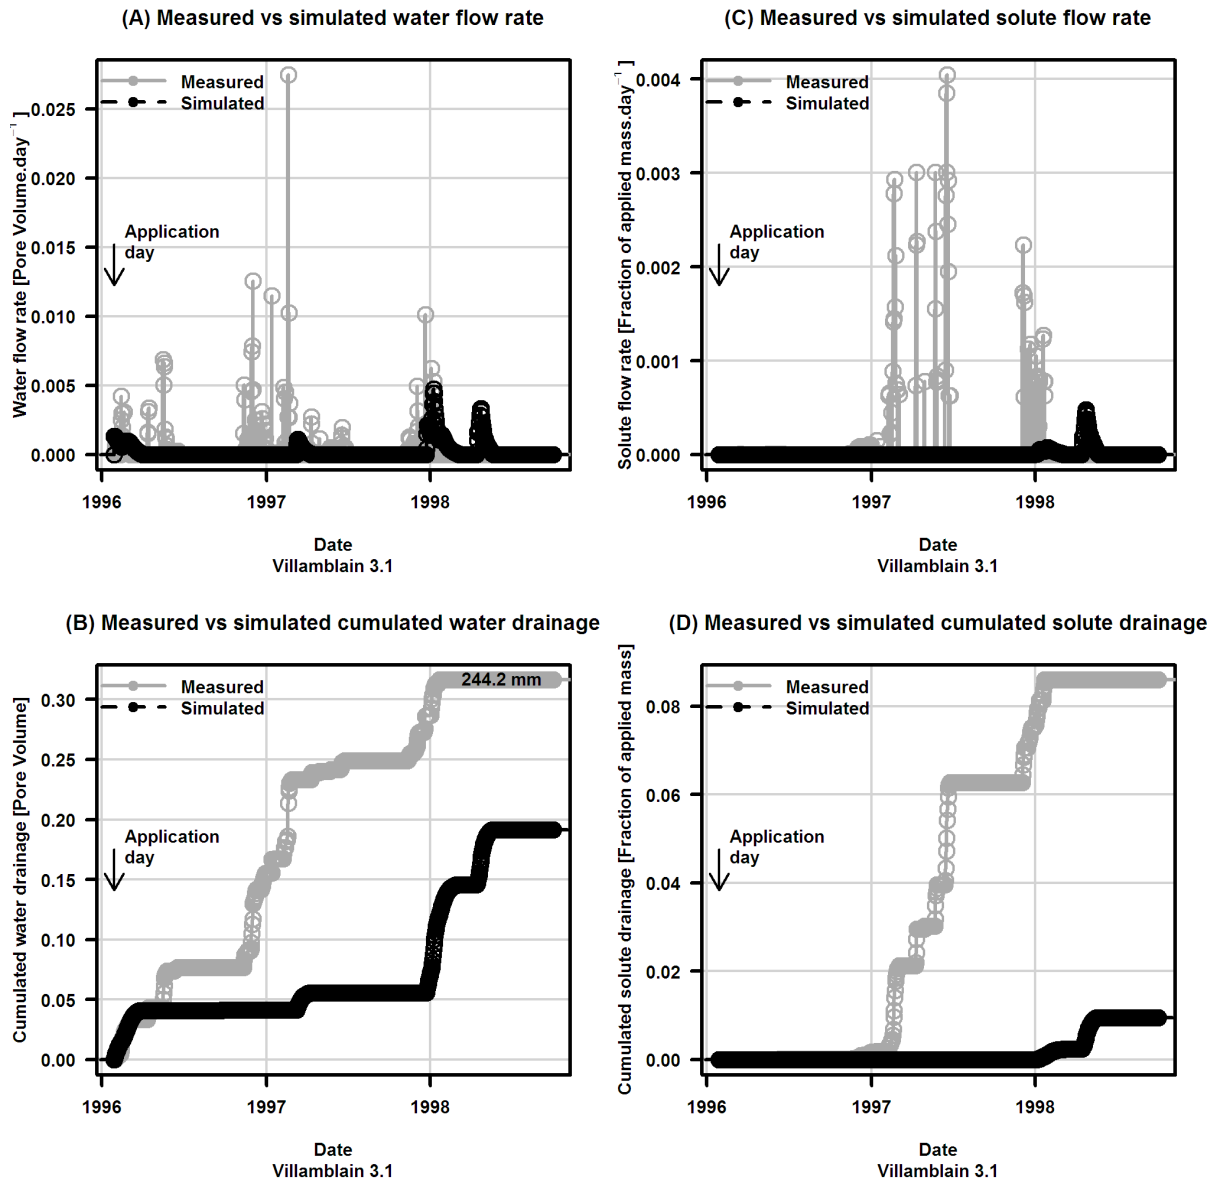 (A) Measured vs simulated water flow rate
Water flow rate [Pore Volume.day−1 ]
0.025
0.020
0.015
0.010
0.005
0.000
Measured
Simulated
Application
day
1996
1997
1998
Date
Villamblain 3.1
(C) Measured vs simulated solute flow rate
Solute flow rate [Fraction of applied mass.day−1 ]
0.004
0.003
0.002
0.001
0.000
Measured
Simulated
Application
day
1996
1997
1998
Date
Villamblain 3.1
(B) Measured vs simulated cumulated water drainage
Cumulated water drainage [Pore Volume]
0.30
0.25
0.20
0.15
0.10
0.05
0.00
Measured
Simulated
244.2 mm
Application
day
1996
1997
1998
Date
Villamblain 3.1
(D) Measured vs simulated cumulated solute drainage
Cumulated solute drainage [Fraction of applied mass]
0.08
0.06
0.04
0.02
0.00
Measured
Simulated
Application
day
1996
1997
1998
Date
Villamblain 3.1